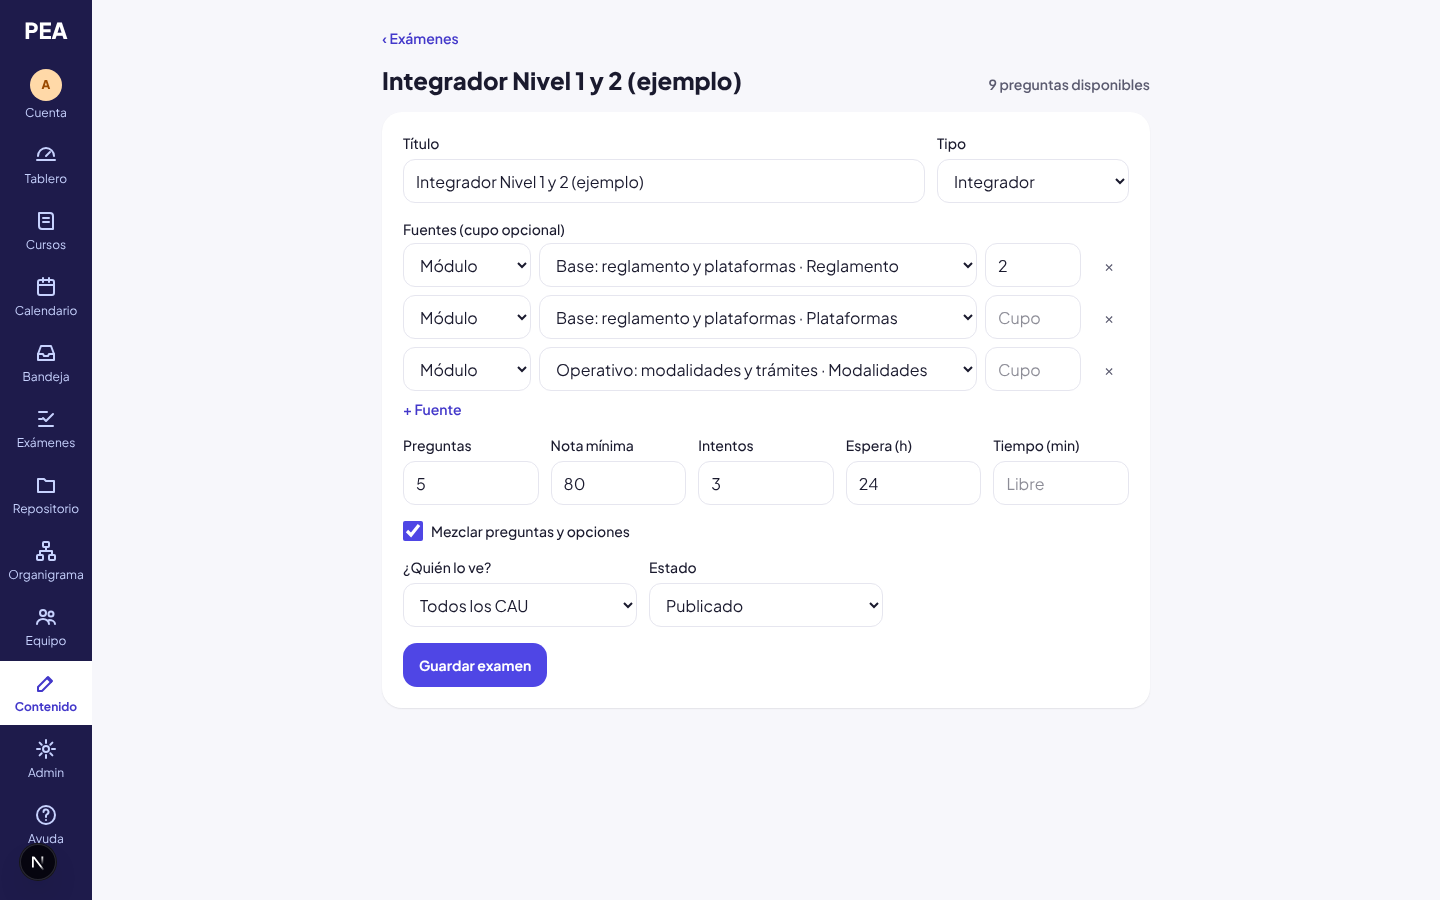 PEA
A
Cuenta
Tablero
Cursos
Calendario
Bandeja
Exámenes
Repositorio
Organigrama
Equipo
Contenido
Admin
Ayuda
N
‹ Exámenes
Integrador Nivel 1 y 2 (ejemplo)
9 preguntas disponibles
Título
Tipo
Integrador Nivel 1 y 2 (ejemplo)
Integrador
Fuentes (cupo opcional)
Módulo
Base: reglamento y plataformas · Reglamento
2
×
Módulo
Base: reglamento y plataformas · Plataformas
Cupo
×
Módulo
Operativo: modalidades y trámites · Modalidades
Cupo
×
+ Fuente
Preguntas
Nota mínima
Intentos
Espera (h)
Tiempo (min)
5
80
3
24
Libre
Mezclar preguntas y opciones
¿Quién lo ve?
Estado
Todos los CAU
Publicado
Guardar examen